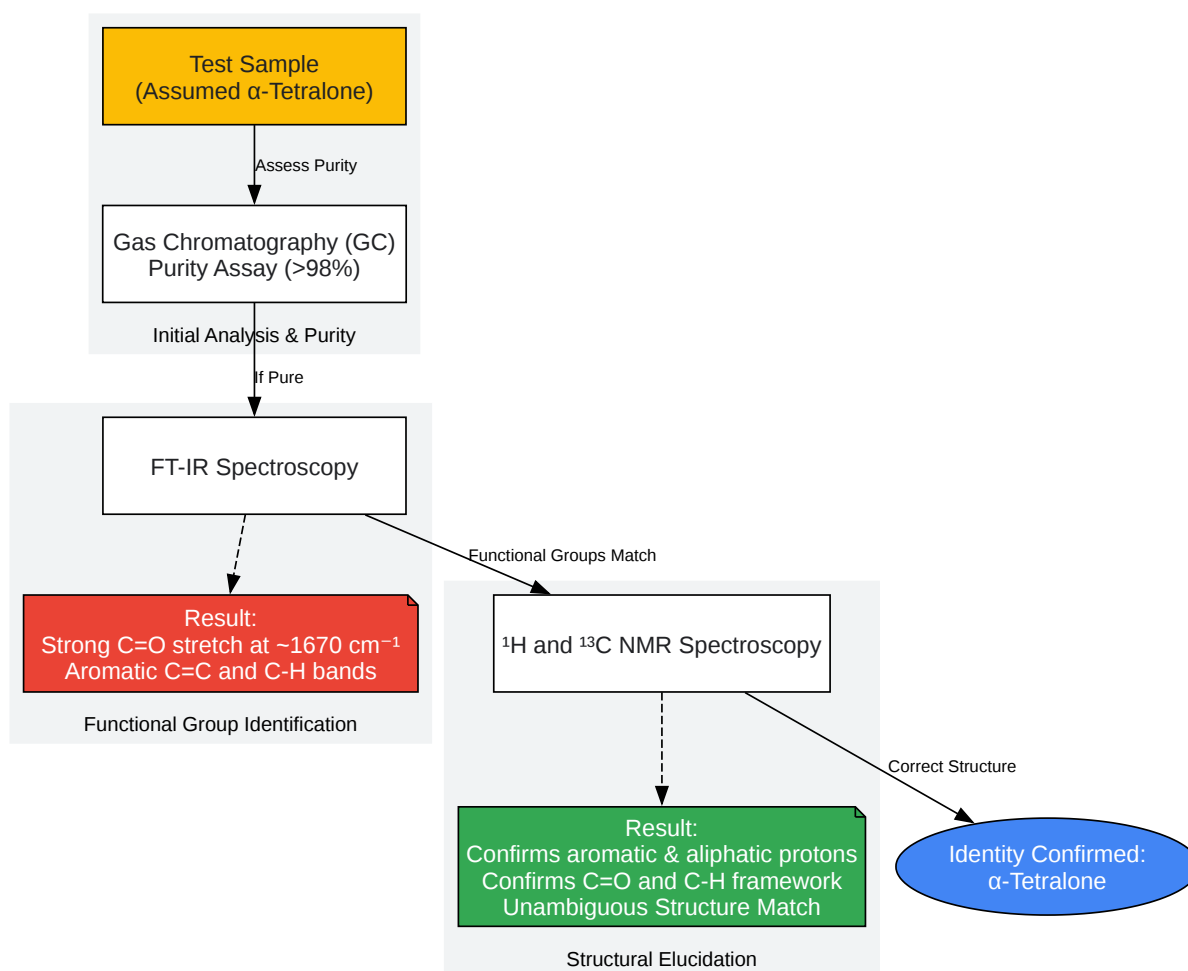 Test Sample
(Assumed α-Tetralone)
Assess Purity
Gas Chromatography (GC)
Purity Assay (>98%)
Initial Analysis & Purity
If Pure
FT-IR Spectroscopy
Functional Groups Match
Result:
Strong C=O stretch at ~1670 cm⁻¹
Aromatic C=C and C-H bands
Functional Group Identification
¹H and ¹³C NMR Spectroscopy
Correct Structure
Result:
Confirms aromatic & aliphatic protons
Confirms C=O and C-H framework
Unambiguous Structure Match
Structural Elucidation
Identity Confirmed:
α-Tetralone